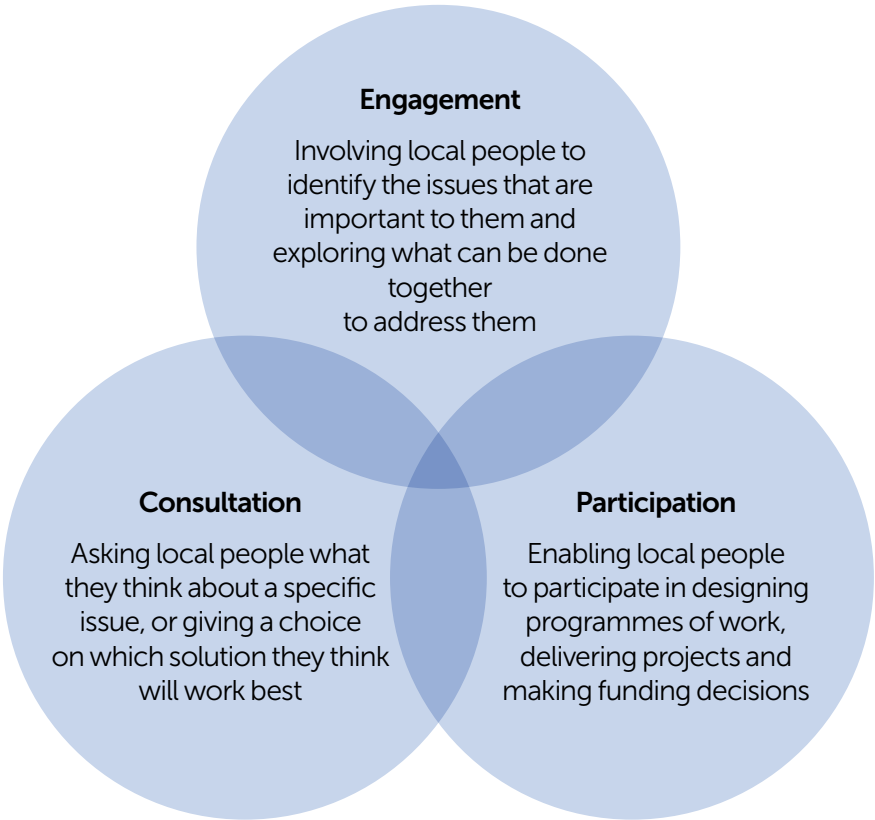 Engagement
Involving local people to
identify the issues that are
important to them and
exploring what can be done
together
to address them
Consultation
Asking local people what
they think about a specific
issue, or giving a choice
on which solution they think
will work best
Participation
Enabling local people
to participate in designing
programmes of work,
delivering projects and
making funding decisions